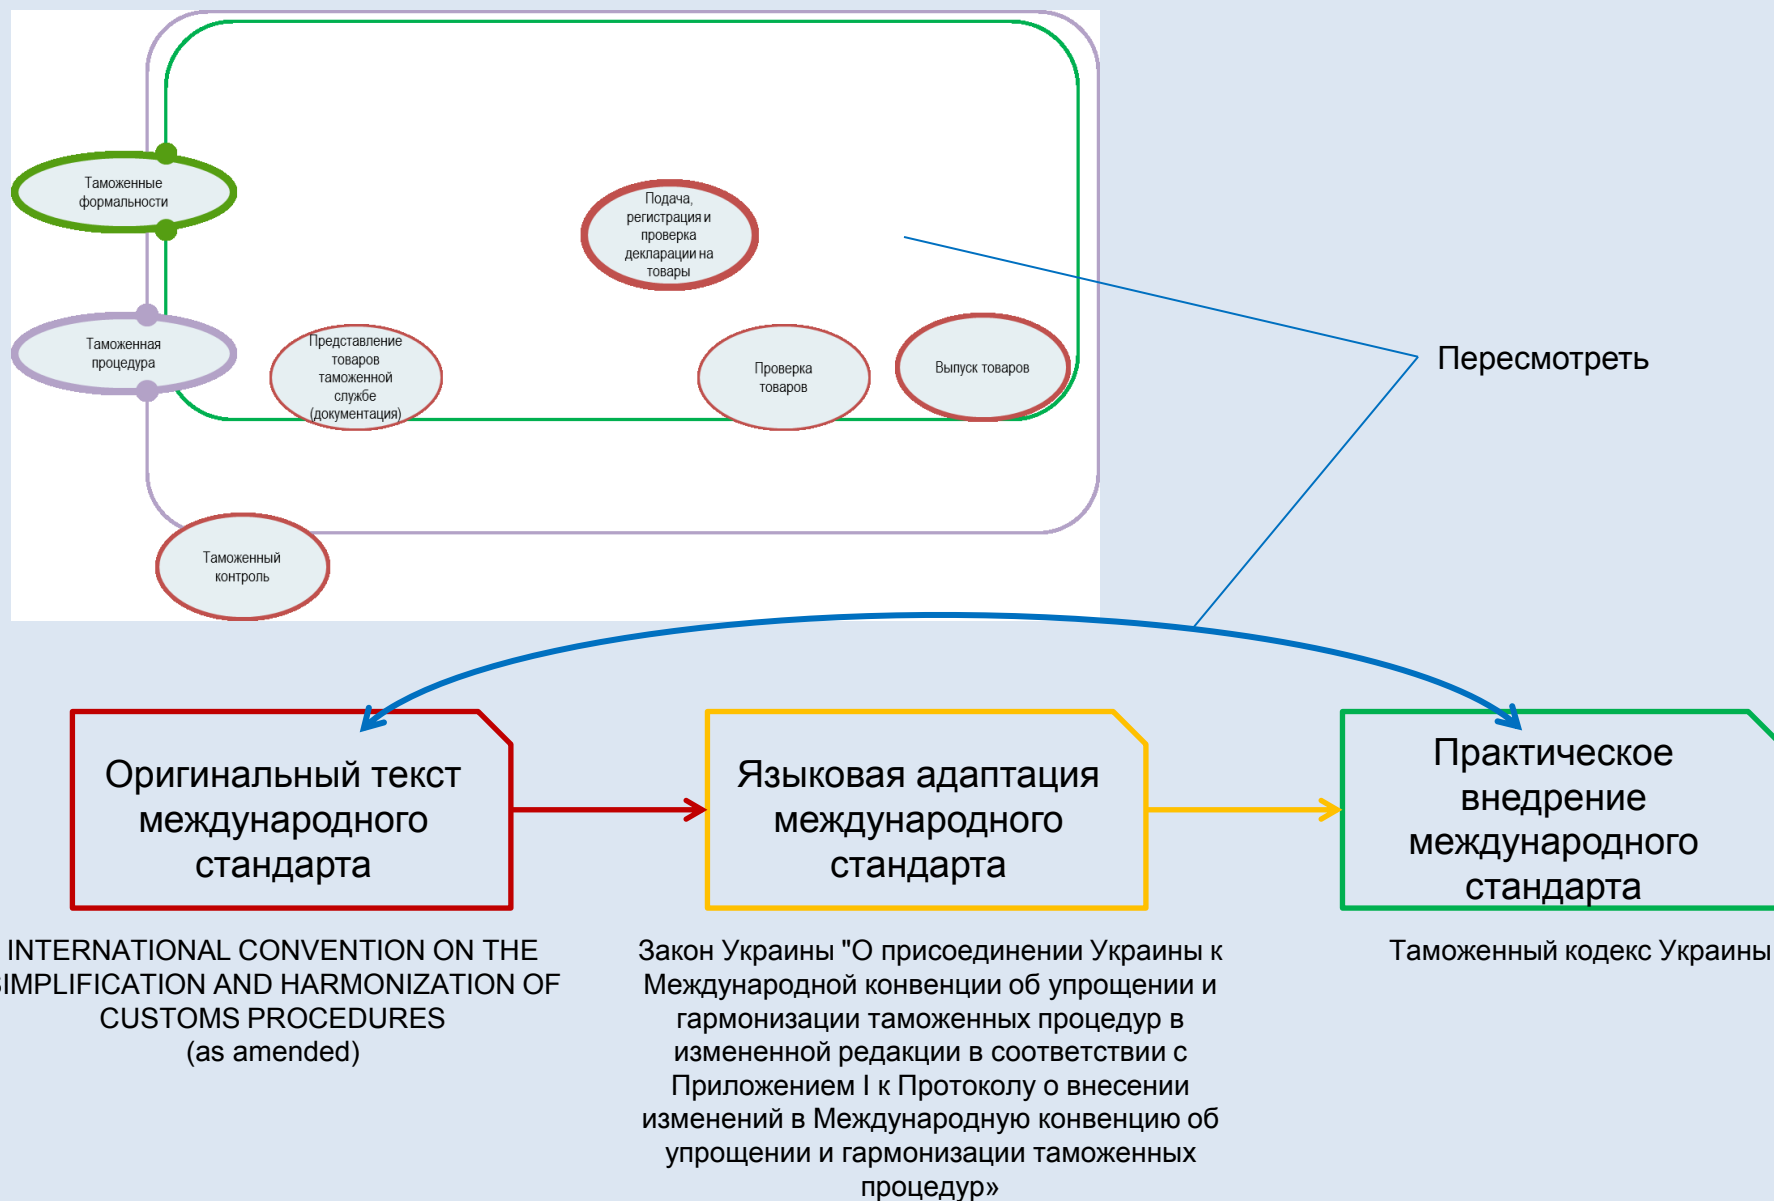 Таможенные
формальности
Подача,
регистрация и
проверка
декларации на
товары
Таможенная
процедура
Представление
товаров
таможенной
службе
(документация)
Проверка
товаров
Выпуск товаров
Пересмотреть
Таможенный
контроль
Оригинальный текст
международного
стандарта
Языковая адаптация
международного
стандарта
Практическое
внедрение
международного
стандарта
INTERNATIONAL CONVENTION ON THE
SIMPLIFICATION AND HARMONIZATION OF
CUSTOMS PROCEDURES
(as amended)
Закон Украины "О присоединении Украины к
Международной конвенции об упрощении и
гармонизации таможенных процедур в
измененной редакции в соответствии с
Приложением I к Протоколу о внесении
изменений в Международную конвенцию об
упрощении и гармонизации таможенных
процедур»
Таможенный кодекс Украины